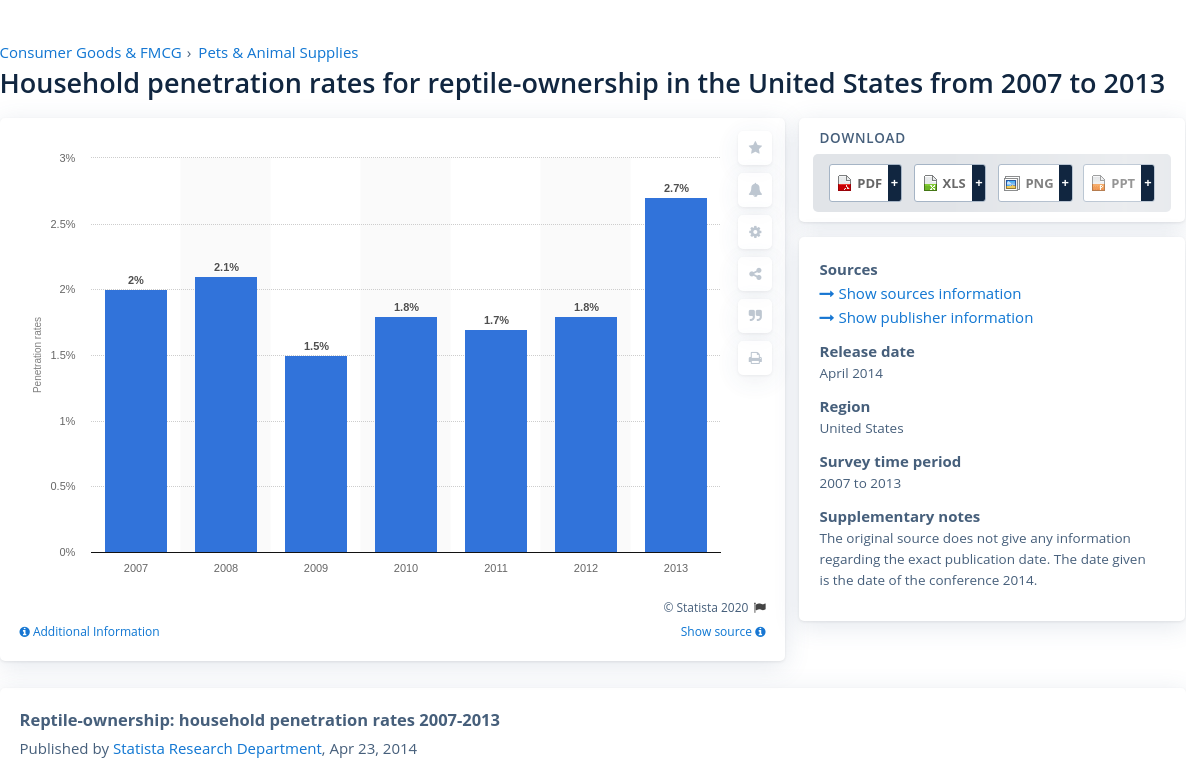 Consumer Goods & FMCG › Pets & Animal Supplies
Household penetration rates for reptile-ownership in the United States from 2007 to 2013
3%
2.5%
2%
1.5%
1%
0.5%
0%
Penetration rates
2%
2.1%
1.5%
1.8%
1.7%
1.8%
2.7%
2007 2008 2009 2010 2011 2012 2013
© Statista 2020
Additional Information
Show source
DOWNLOAD
PDF + XLS + PNG + PPT +
Sources
Show sources information
Show publisher information
Release date
April 2014
Region
United States
Survey time period
2007 to 2013
Supplementary notes
The original source does not give any information
regarding the exact publication date. The date given
is the date of the conference 2014.
Reptile-ownership: household penetration rates 2007-2013
Published by Statista Research Department, Apr 23, 2014